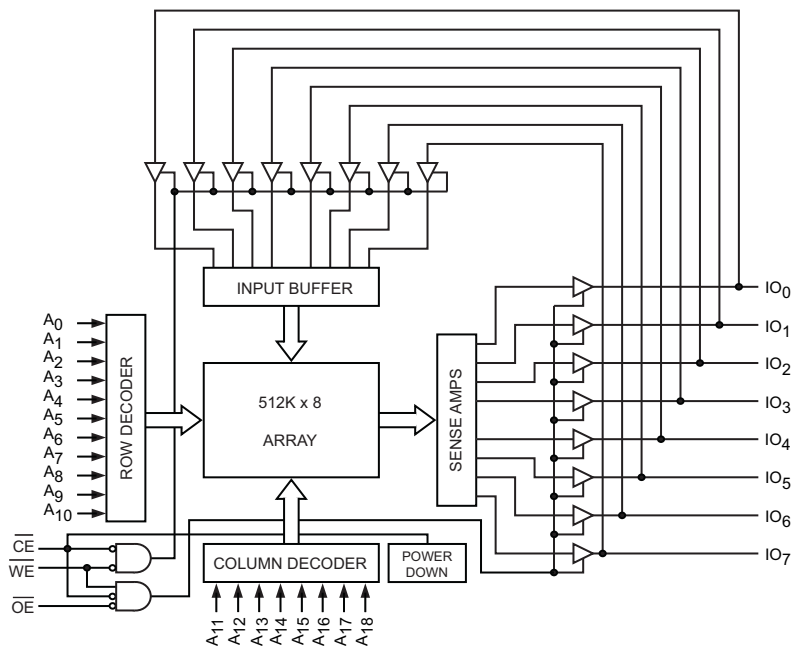 INPUT BUFFER
IO0
IO1
IO2
IO3
IO4
IO5
IO6
IO7
A0
A1
A2
A3
A4
A5
A6
A7
A8
A9
A10
ROW DECODER
512K x 8
ARRAY
SENSE AMPS
CE
WE
OE
COLUMN DECODER
POWER
DOWN
A11
A12
A13
A14
A15
A16
A17
A18